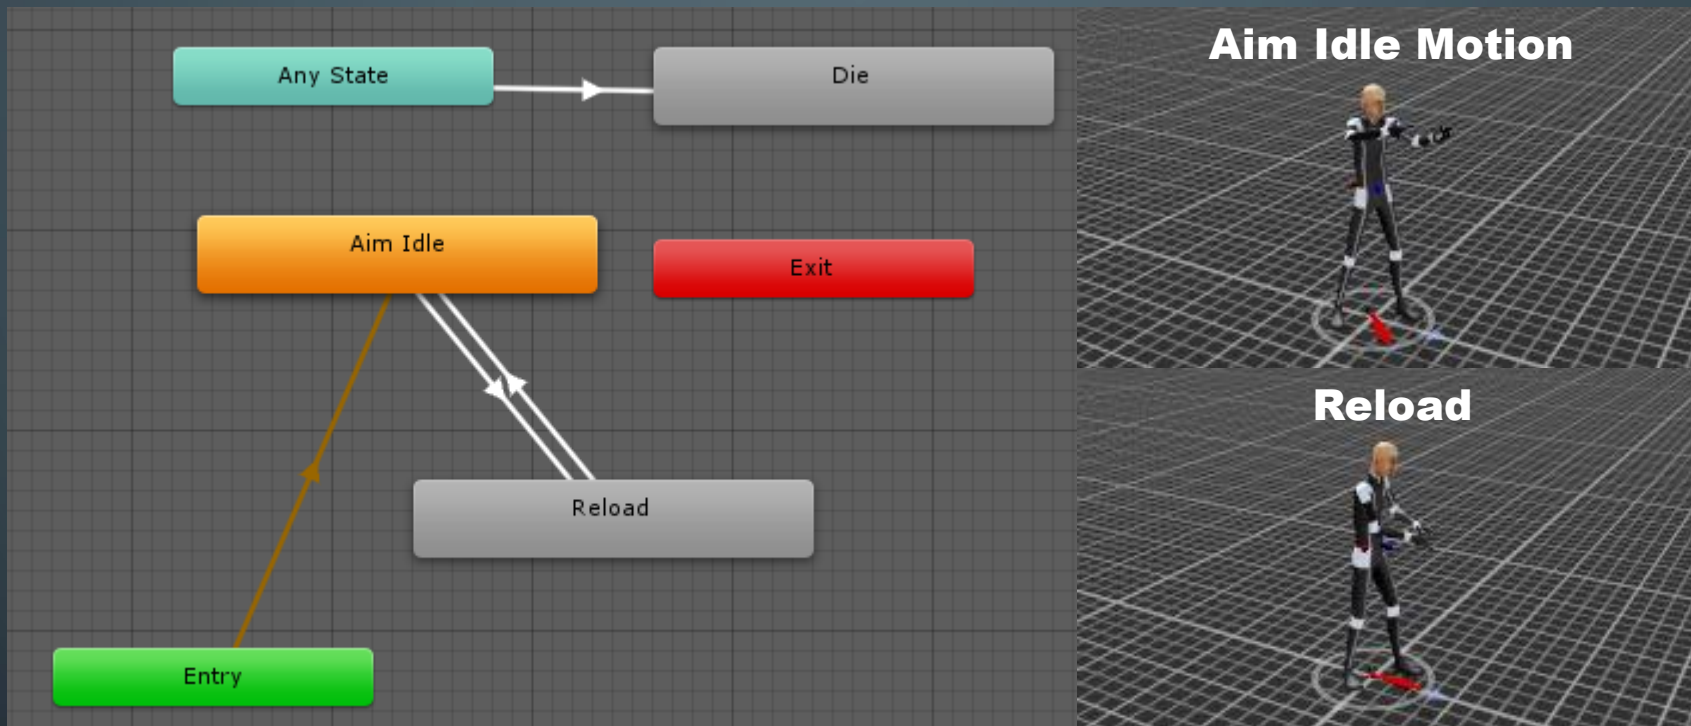 Any State
Die
Aim Idle
Exit
Reload
Entry
Aim Idle Motion
Reload